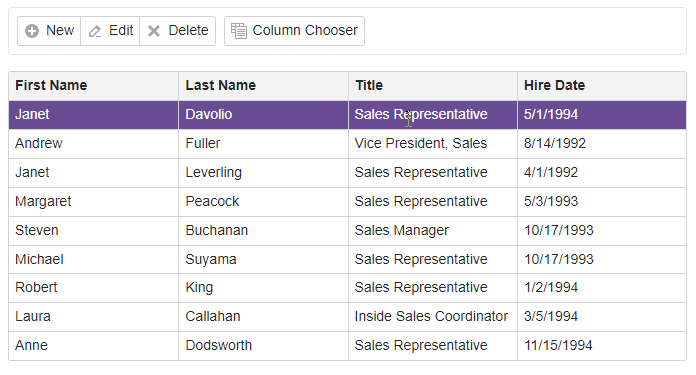 New Edit Delete Column Chooser
First Name Last Name Title Hire Date
Janet Davolio Sales Representative 5/1/1994
Andrew Fuller Vice President, Sales 8/14/1992
Janet Leverling Sales Representative 4/1/1992
Margaret Peacock Sales Representative 5/3/1993
Steven Buchanan Sales Manager 10/17/1993
Michael Suyama Sales Representative 10/17/1993
Robert King Sales Representative 1/2/1994
Laura Callahan Inside Sales Coordinator 3/5/1994
Anne Dodsworth Sales Representative 11/15/1994